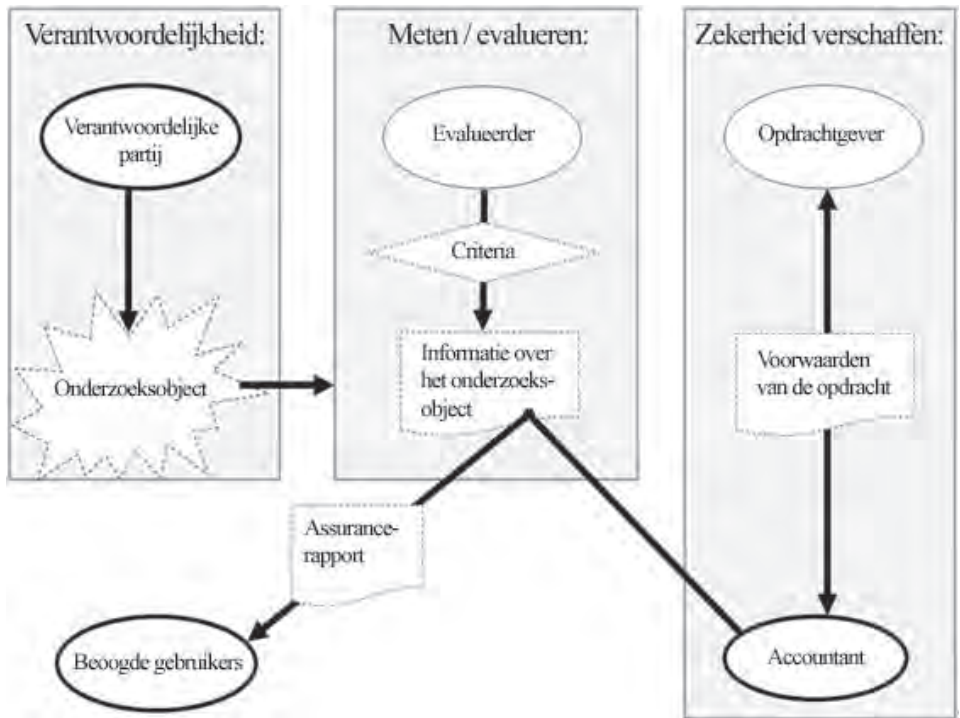 Verantwoordelijkheid:
Verantwoordelijke
partij
Onderzoeksobject
Meten / evalueren:
Evalueerder
Criteria
Informatie over
het onderzoeks-
object
Zekerheid verschaffen:
Opdrachtgever
Voorwaarden
van de opdracht
Accountant
Assurance-
rapport
Beoogde gebruikers